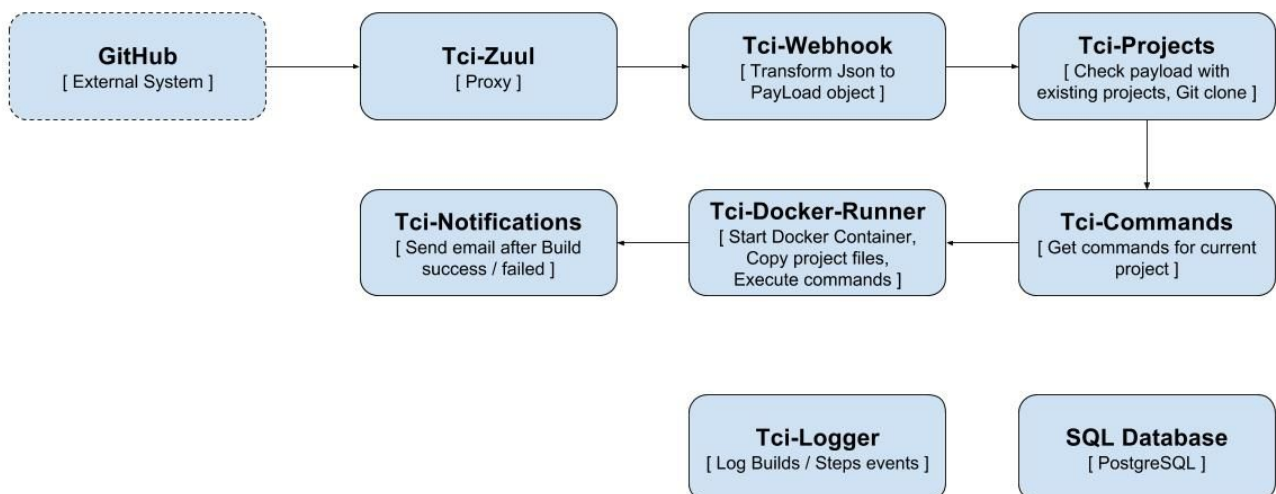 GitHub
[ External System ]
Tci-Zuul
[ Proxy ]
Tci-Webhook
[ Transform Json to
PayLoad object ]
Tci-Projects
[ Check payload with
existing projects, Git clone ]
Tci-Notifications
[ Send email after Build
success / failed ]
Tci-Docker-Runner
[ Start Docker Container,
Copy project files,
Execute commands ]
Tci-Commands
[ Get commands for current
project ]
Tci-Logger
[ Log Builds / Steps events ]
SQL Database
[ PostgreSQL ]